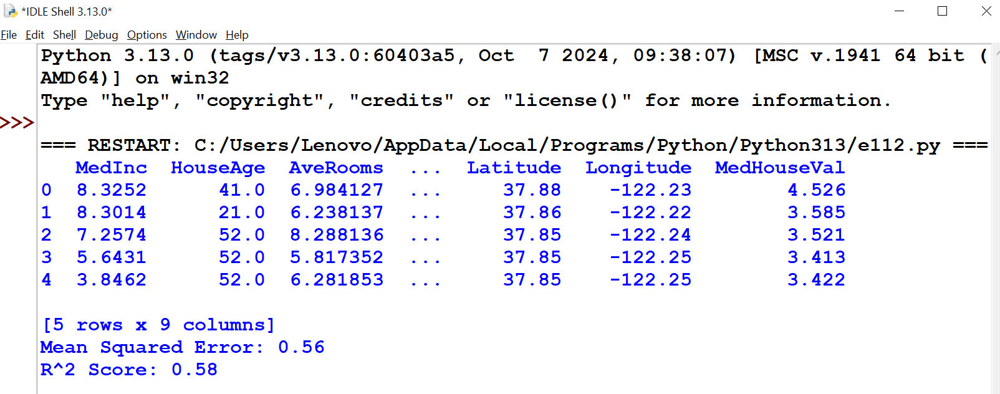 *IDLE Shell 3.13.0*
File Edit Shell Debug Options Window Help
Python 3.13.0 (tags/v3.13.0:60403a5, Oct  7 2024, 09:38:07) [MSC v.1941 64 bit (
AMD64)] on win32
Type "help", "copyright", "credits" or "license()" for more information.
>>>
=== RESTART: C:/Users/Lenovo/AppData/Local/Programs/Python/Python313/e112.py ===
   MedInc  HouseAge  AveRooms  ...  Latitude  Longitude  MedHouseVal
0  8.3252      41.0  6.984127  ...     37.88    -122.23        4.526
1  8.3014      21.0  6.238137  ...     37.86    -122.22        3.585
2  7.2574      52.0  8.288136  ...     37.85    -122.24        3.521
3  5.6431      52.0  5.817352  ...     37.85    -122.25        3.413
4  3.8462      52.0  6.281853  ...     37.85    -122.25        3.422
[5 rows x 9 columns]
Mean Squared Error: 0.56
R^2 Score: 0.58